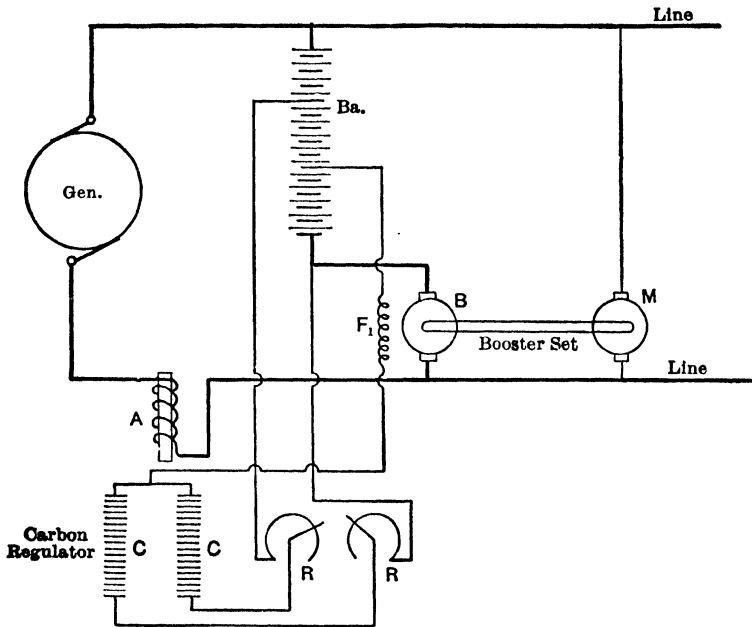 Line
Ba.
Gen.
B
M
F1
Booster Set
Line
A
Carbon
Regulator
C
C
R
R